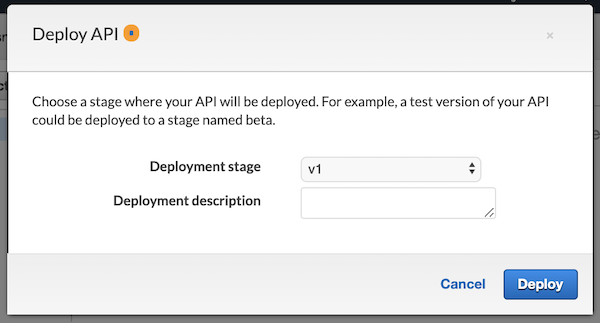 Deploy API
Choose a stage where your API will be deployed. For example, a test version of your API
could be deployed to a stage named beta.
Deployment stage
v1
Deployment description
Cancel
Deploy